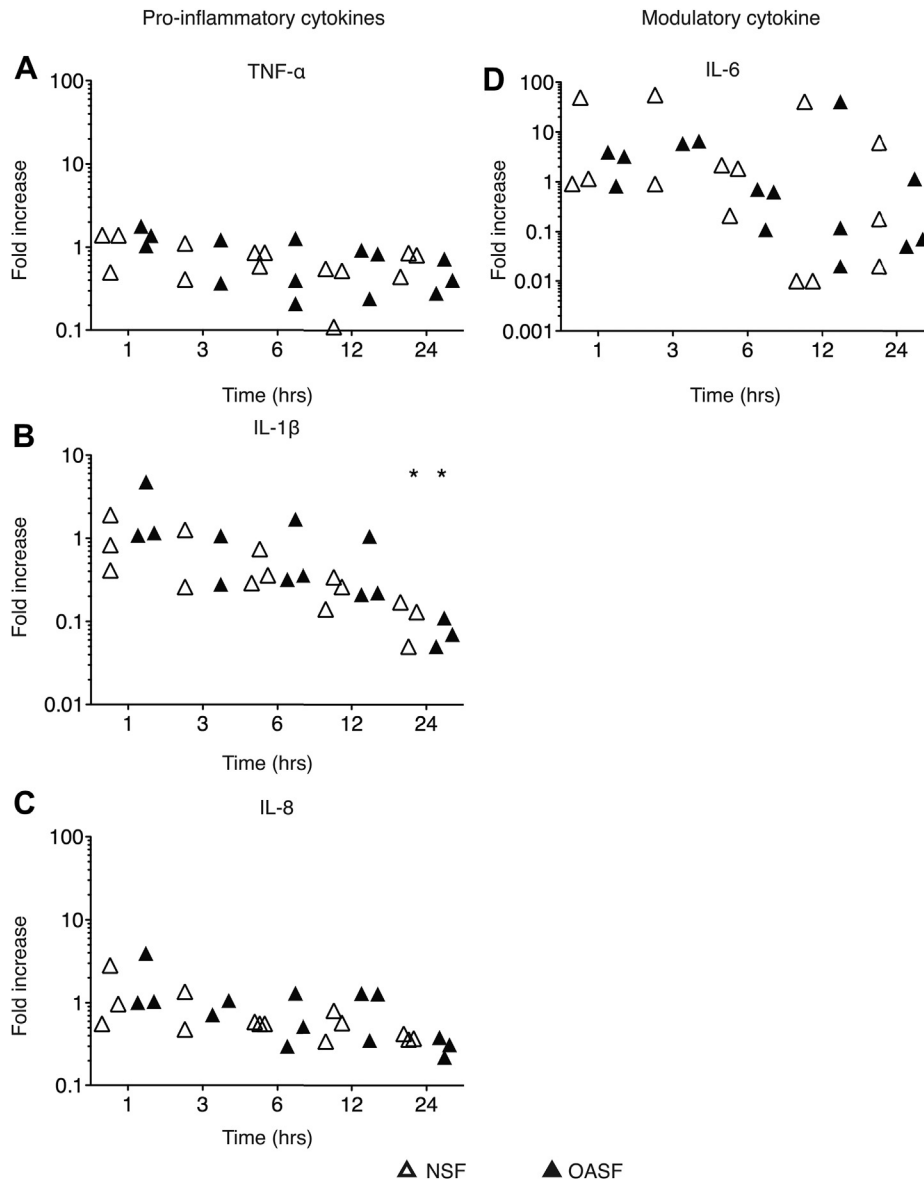 Pro-inflammatory cytokines
Modulatory cytokine
A
TNF-α
100
10
1
0.1
Fold increase
1 3 6 12 24
Time (hrs)
D
IL-6
100
10
1
0.1
0.01
0.001
Fold increase
1 3 6 12 24
Time (hrs)
B
IL-1β
* *
10
1
0.1
0.01
Fold increase
1 3 6 12 24
Time (hrs)
C
IL-8
100
10
1
0.1
Fold increase
1 3 6 12 24
Time (hrs)
NSF
OASF